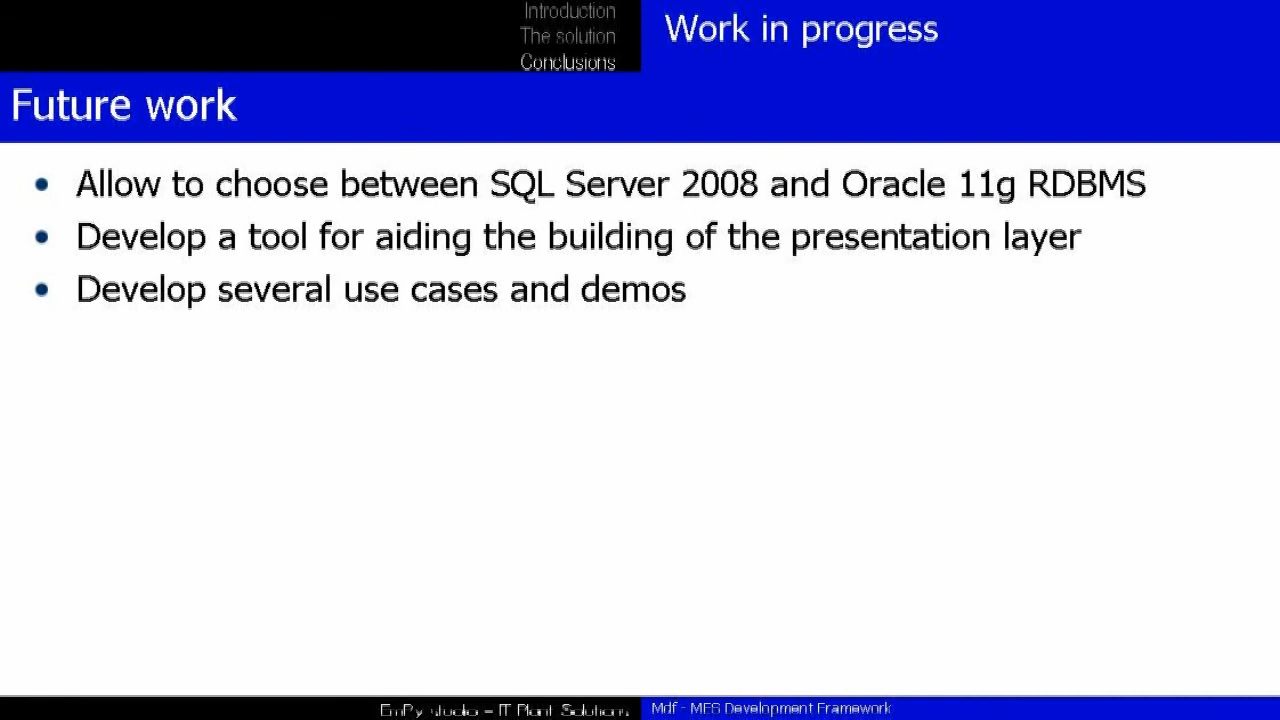 Introduction
The solution
Conclusions
Work in progress
Future work
• Allow to choose between SQL Server 2008 and Oracle 11g RDBMS
• Develop a tool for aiding the building of the presentation layer
• Develop several use cases and demos
EmPy studio – IT Plant Solutions
Mdf - MES Development Framework